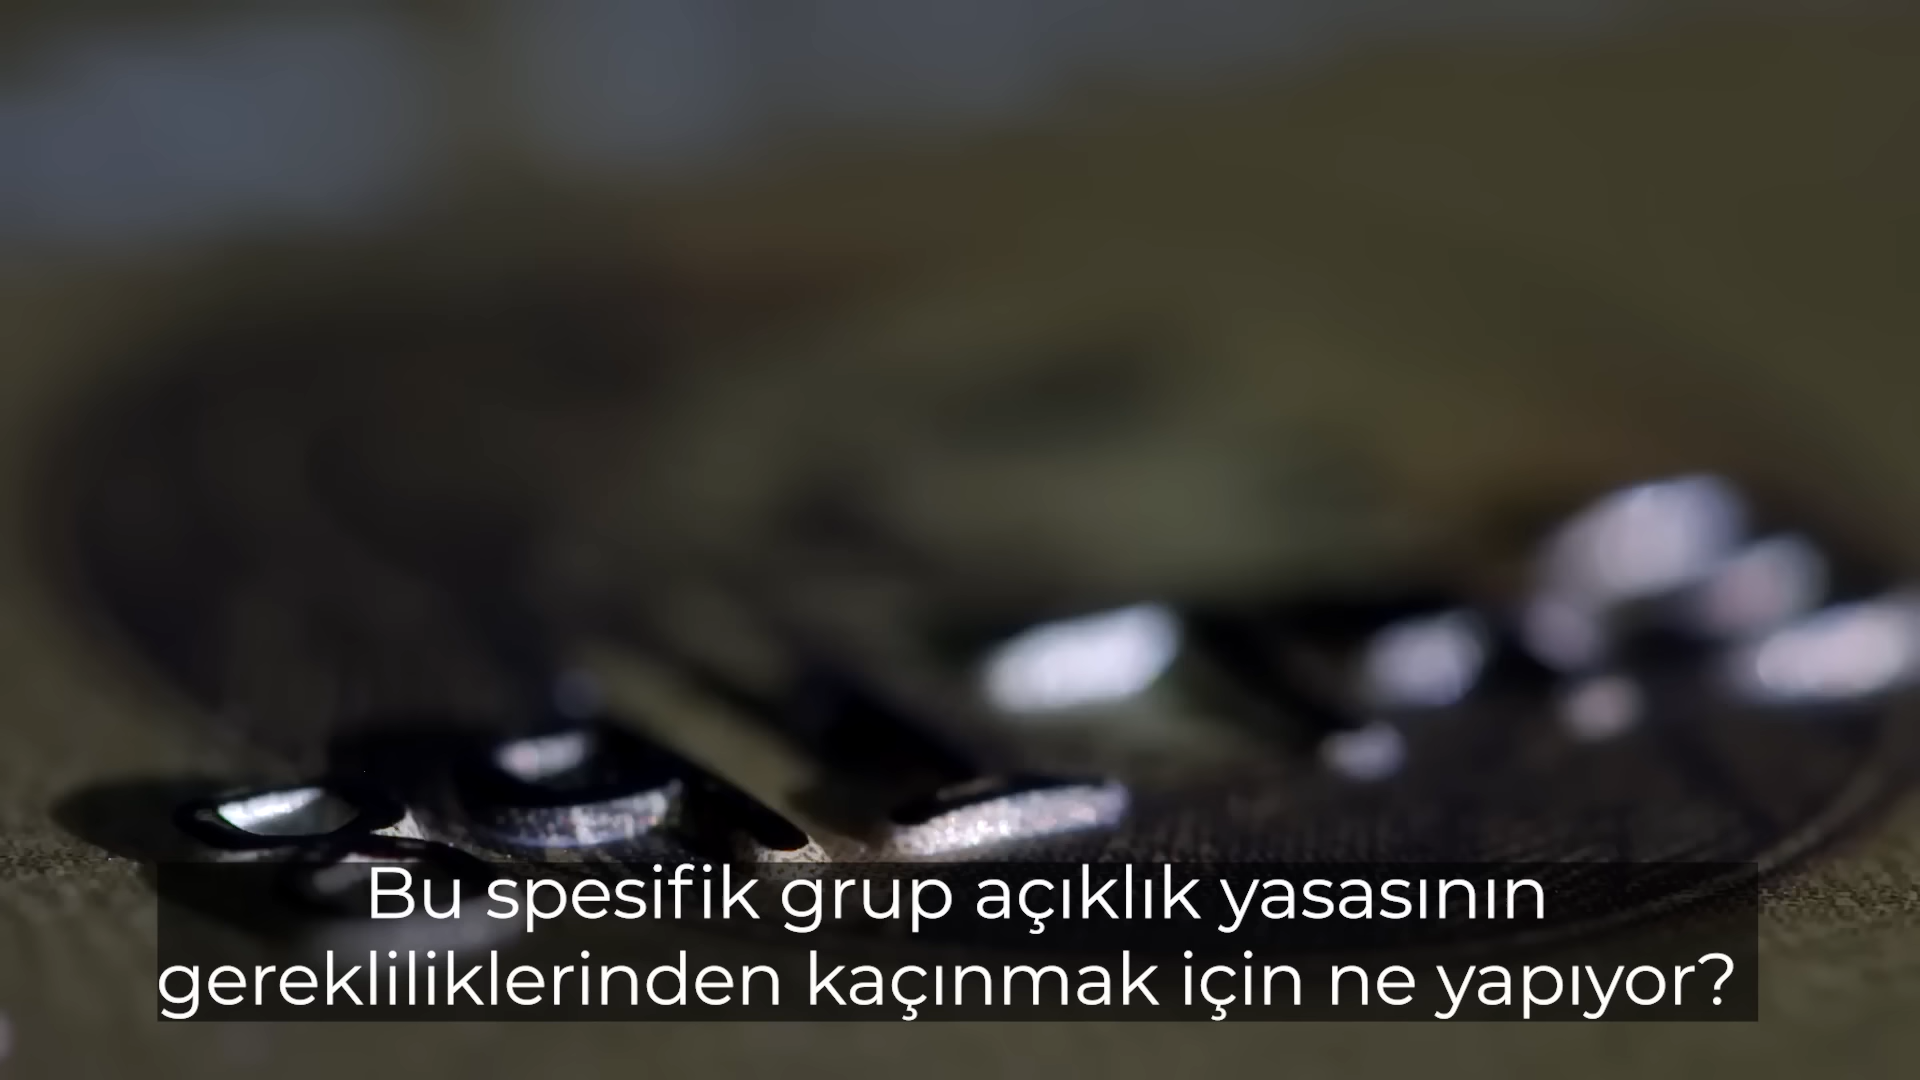 Bu spesifik grup açıklık yasasının
gerekliliklerinden kaçınmak için ne yapıyor?